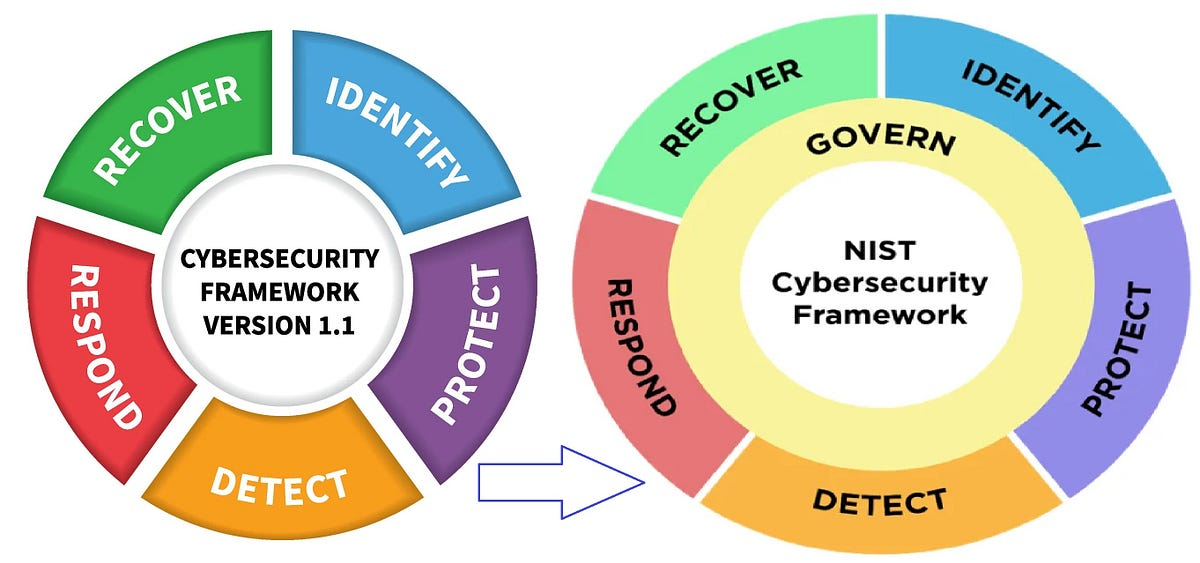 RECOVER
IDENTIFY
PROTECT
DETECT
RESPOND
CYBERSECURITY
FRAMEWORK
VERSION 1.1
RECOVER
IDENTIFY
PROTECT
DETECT
RESPOND
GOVERN
NIST
Cybersecurity
Framework